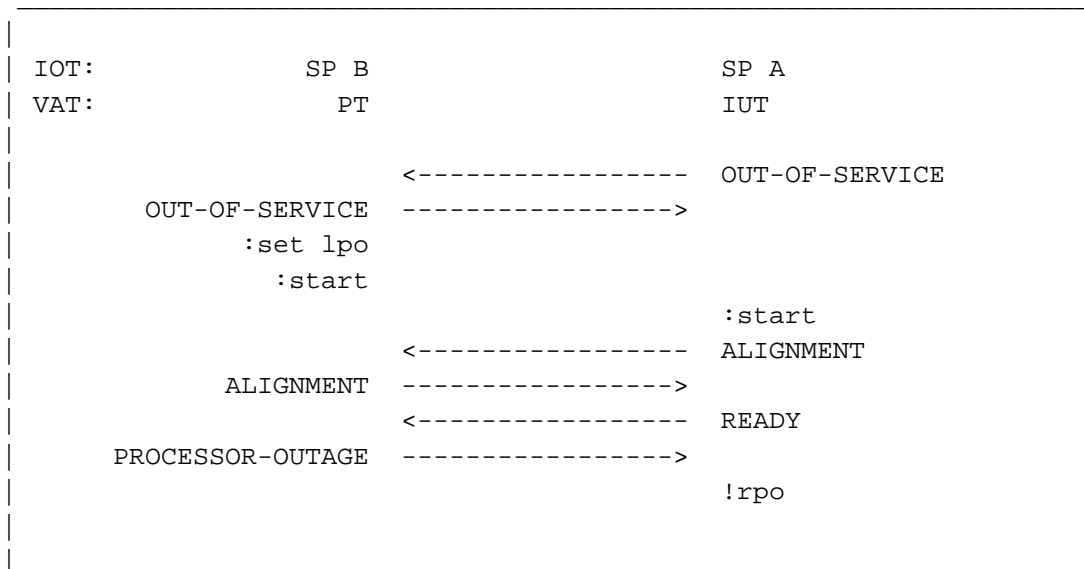 IOT: SP B SP A
VAT: PT IUT
<----------------- OUT-OF-SERVICE
OUT-OF-SERVICE ----------------->
:set lpo
:start
:start
<----------------- ALIGNMENT
ALIGNMENT ----------------->
<----------------- READY
PROCESSOR-OUTAGE ----------------->
!rpo